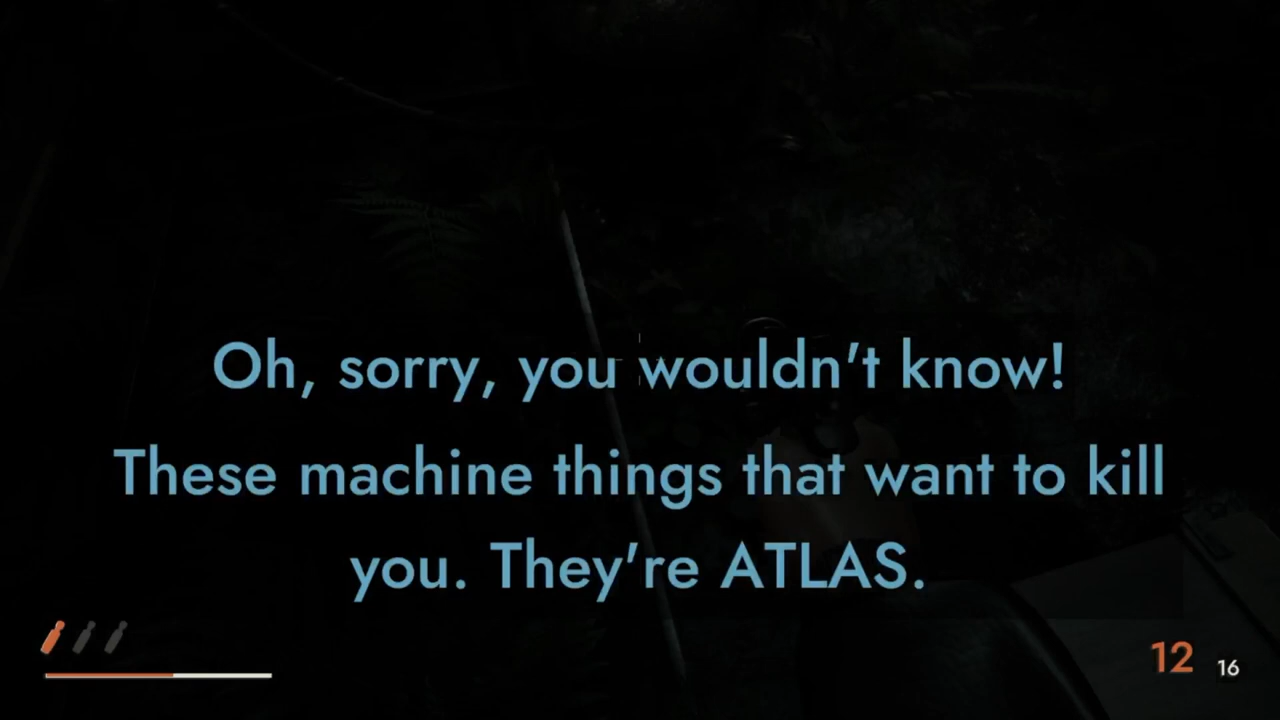 Oh, sorry, you wouldn't know!
These machine things that want to kill
you. They're ATLAS.
12 16